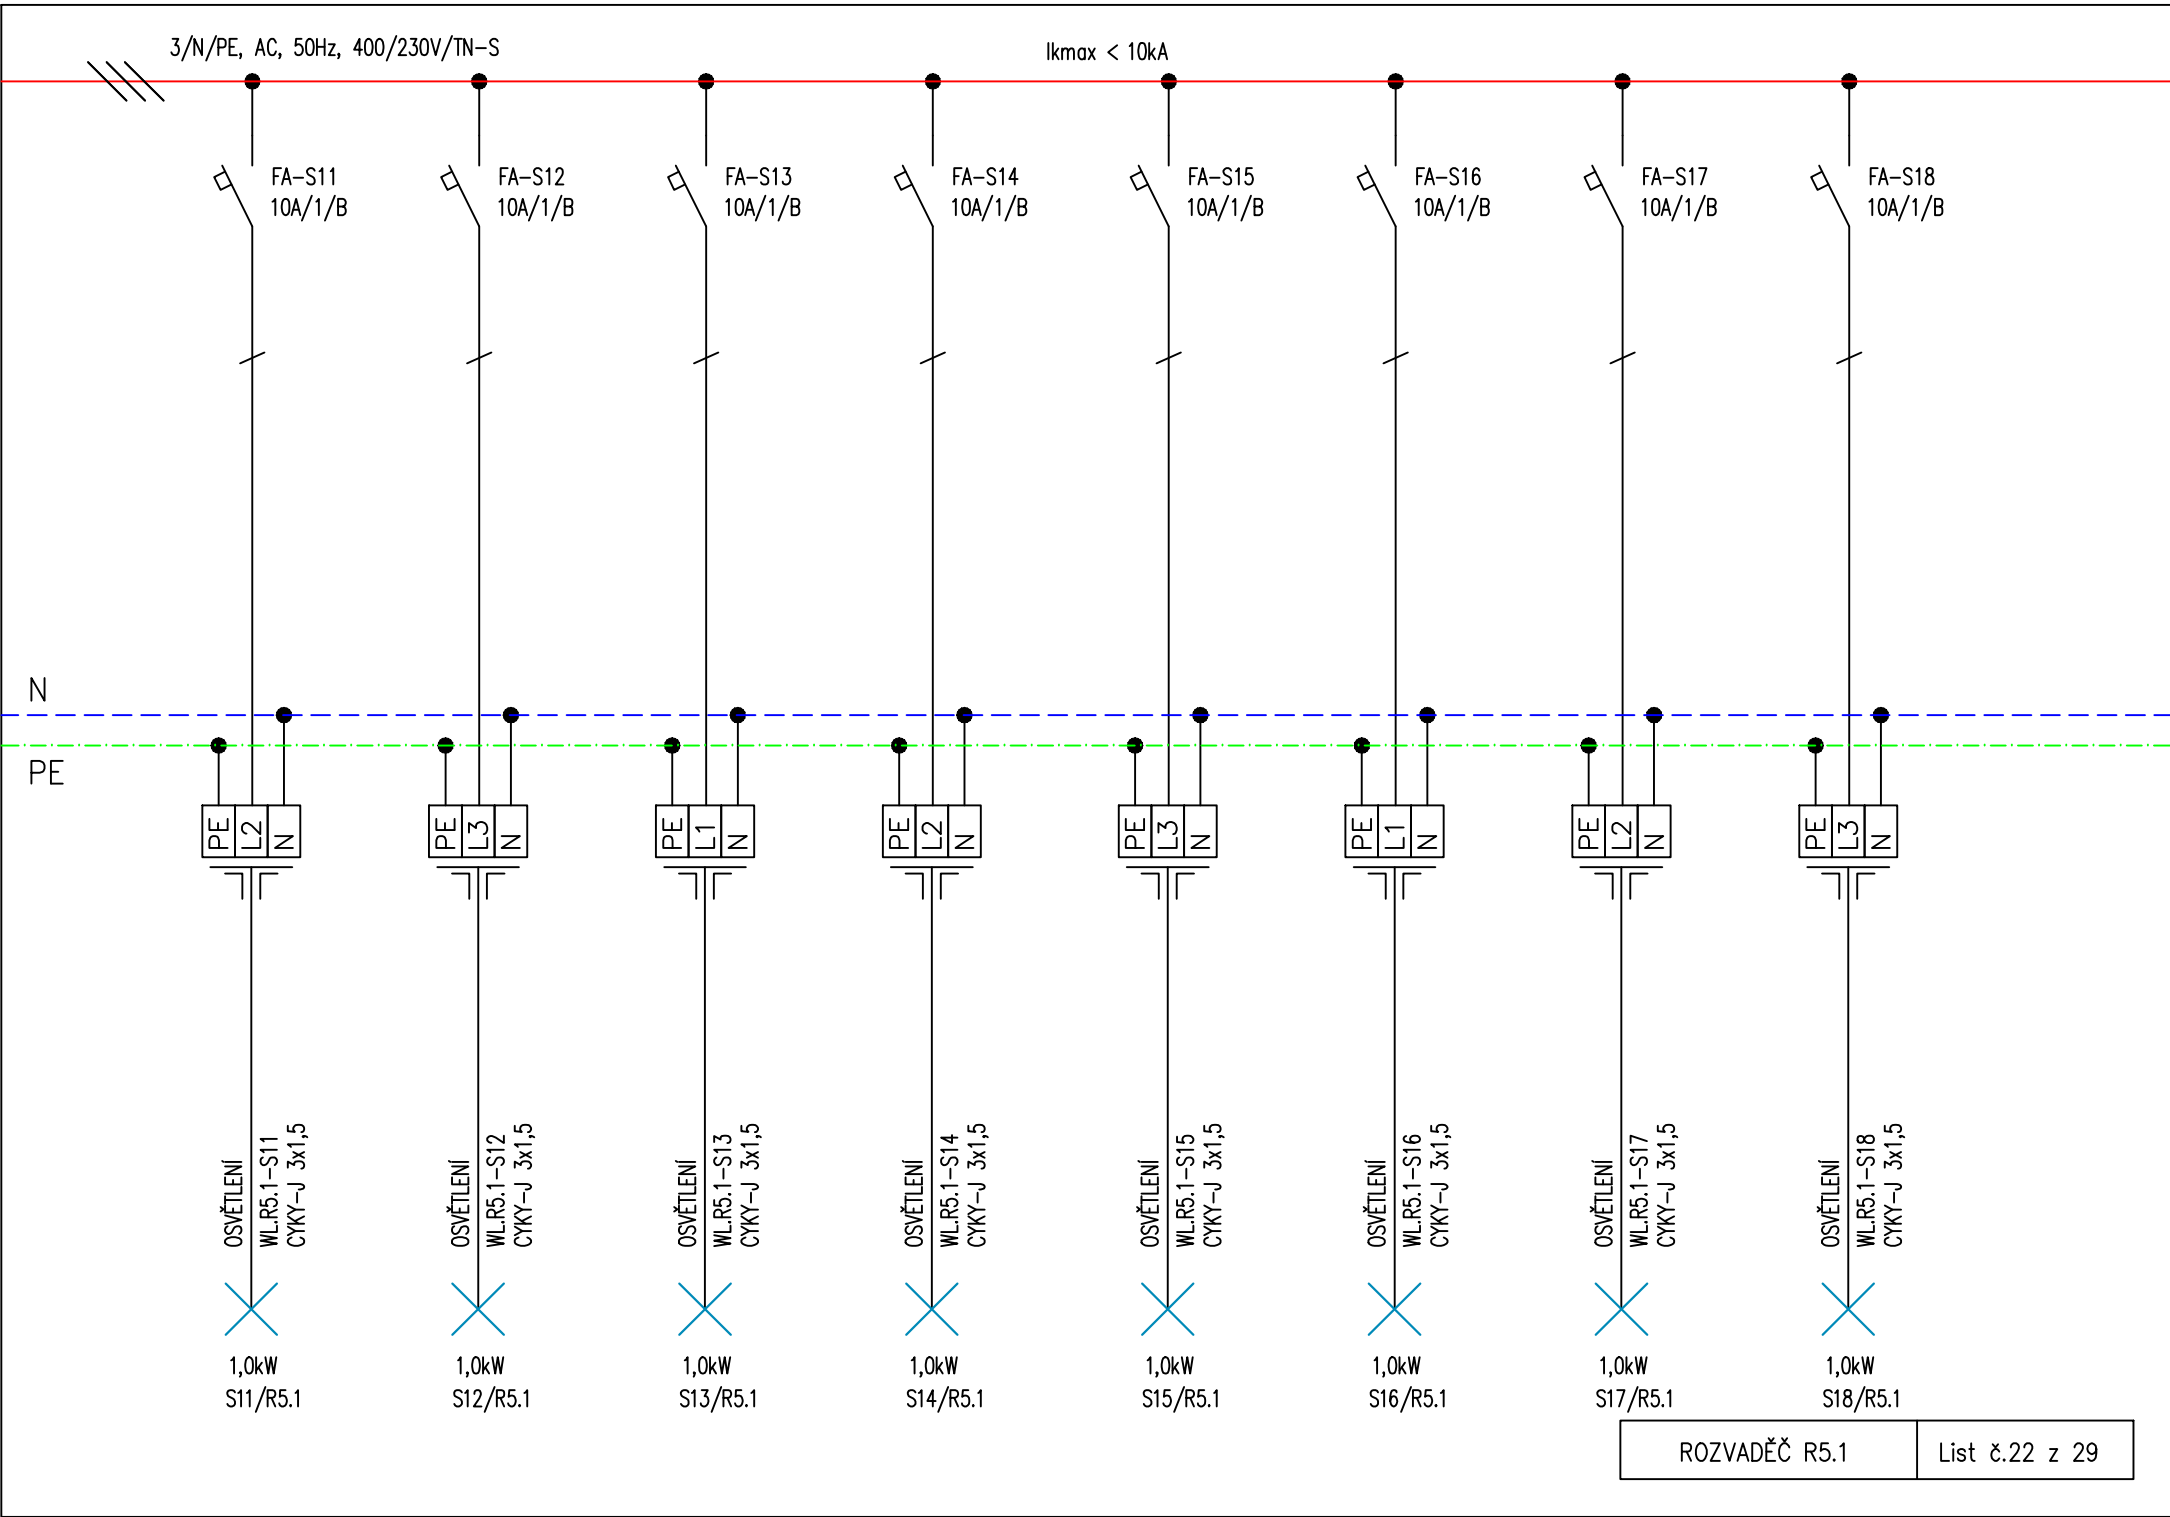 3/N/PE, AC, 50Hz, 400/230V/TN-S
Ikmax < 10kA
FA-S11
10A/1/B
FA-S12
10A/1/B
FA-S13
10A/1/B
FA-S14
10A/1/B
FA-S15
10A/1/B
FA-S16
10A/1/B
FA-S17
10A/1/B
FA-S18
10A/1/B
N
PE
PE L2 N
PE L3 N
PE L1 N
PE L2 N
PE L3 N
PE L1 N
PE L2 N
PE L3 N
OSVĚTLENÍ
WL.R5.1-S11
CYKY-J 3x1,5
OSVĚTLENÍ
WL.R5.1-S12
CYKY-J 3x1,5
OSVĚTLENÍ
WL.R5.1-S13
CYKY-J 3x1,5
OSVĚTLENÍ
WL.R5.1-S14
CYKY-J 3x1,5
OSVĚTLENÍ
WL.R5.1-S15
CYKY-J 3x1,5
OSVĚTLENÍ
WL.R5.1-S16
CYKY-J 3x1,5
OSVĚTLENÍ
WL.R5.1-S17
CYKY-J 3x1,5
OSVĚTLENÍ
WL.R5.1-S18
CYKY-J 3x1,5
1,0kW
S11/R5.1
1,0kW
S12/R5.1
1,0kW
S13/R5.1
1,0kW
S14/R5.1
1,0kW
S15/R5.1
1,0kW
S16/R5.1
1,0kW
S17/R5.1
1,0kW
S18/R5.1
ROZVADĚČ R5.1
List č.22 z 29